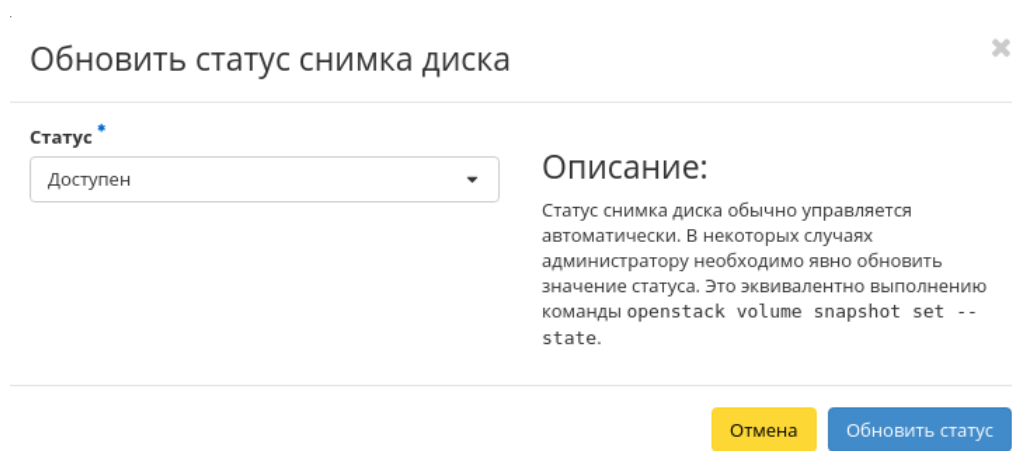 Обновить статус снимка диска
×
Статус *
Доступен
Описание:
Статус снимка диска обычно управляется
автоматически. В некоторых случаях
администратору необходимо явно обновить
значение статуса. Это эквивалентно выполнению
команды openstack volume snapshot set --
state.
Отмена
Обновить статус